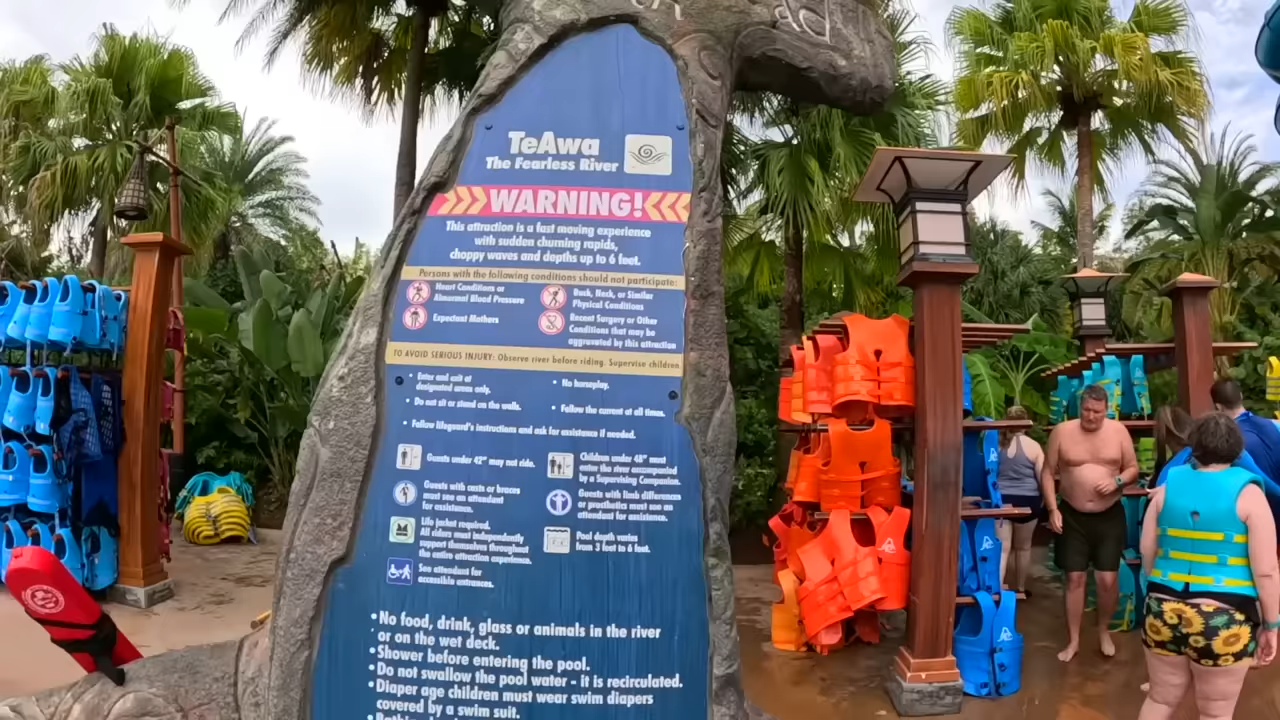 TeAwa
The Fearless River
WARNING!
This attraction is a fast moving experience
with sudden churning rapids,
choppy waves and depths up to 6 feet.
Persons with the following conditions should not participate:
Heart Conditions or
Abnormal Blood Pressure
Expectant Mothers
Back, Neck, or Similar
Physical Conditions
Recent Surgery or Other
Conditions that may be
aggravated by this attraction
TO AVOID SERIOUS INJURY: Observe river before riding. Supervise children.
• Enter and exit at
designated areas only.
• Do not sit or stand on the walls.
• No horseplay.
• Follow the current at all times.
• Follow lifeguard's instructions and ask for assistance if needed.
Guests under 42" may not ride.
Guests with casts or braces
must see an attendant
for assistance.
Life jacket required.
All riders must independently
support themselves throughout
the entire attraction experience.
See attendant for
accessible entrances.
Children under 48" must
enter the river accompanied
by a Supervising Companion.
Guests with limb differences
or prosthetics must see an
attendant for assistance.
Pool depth varies
from 3 feet to 6 feet.
• No food, drink, glass or animals in the river
or on the wet deck.
• Shower before entering the pool.
• Do not swallow the pool water - it is recirculated.
• Diaper age children must wear swim diapers
covered by a swim suit.